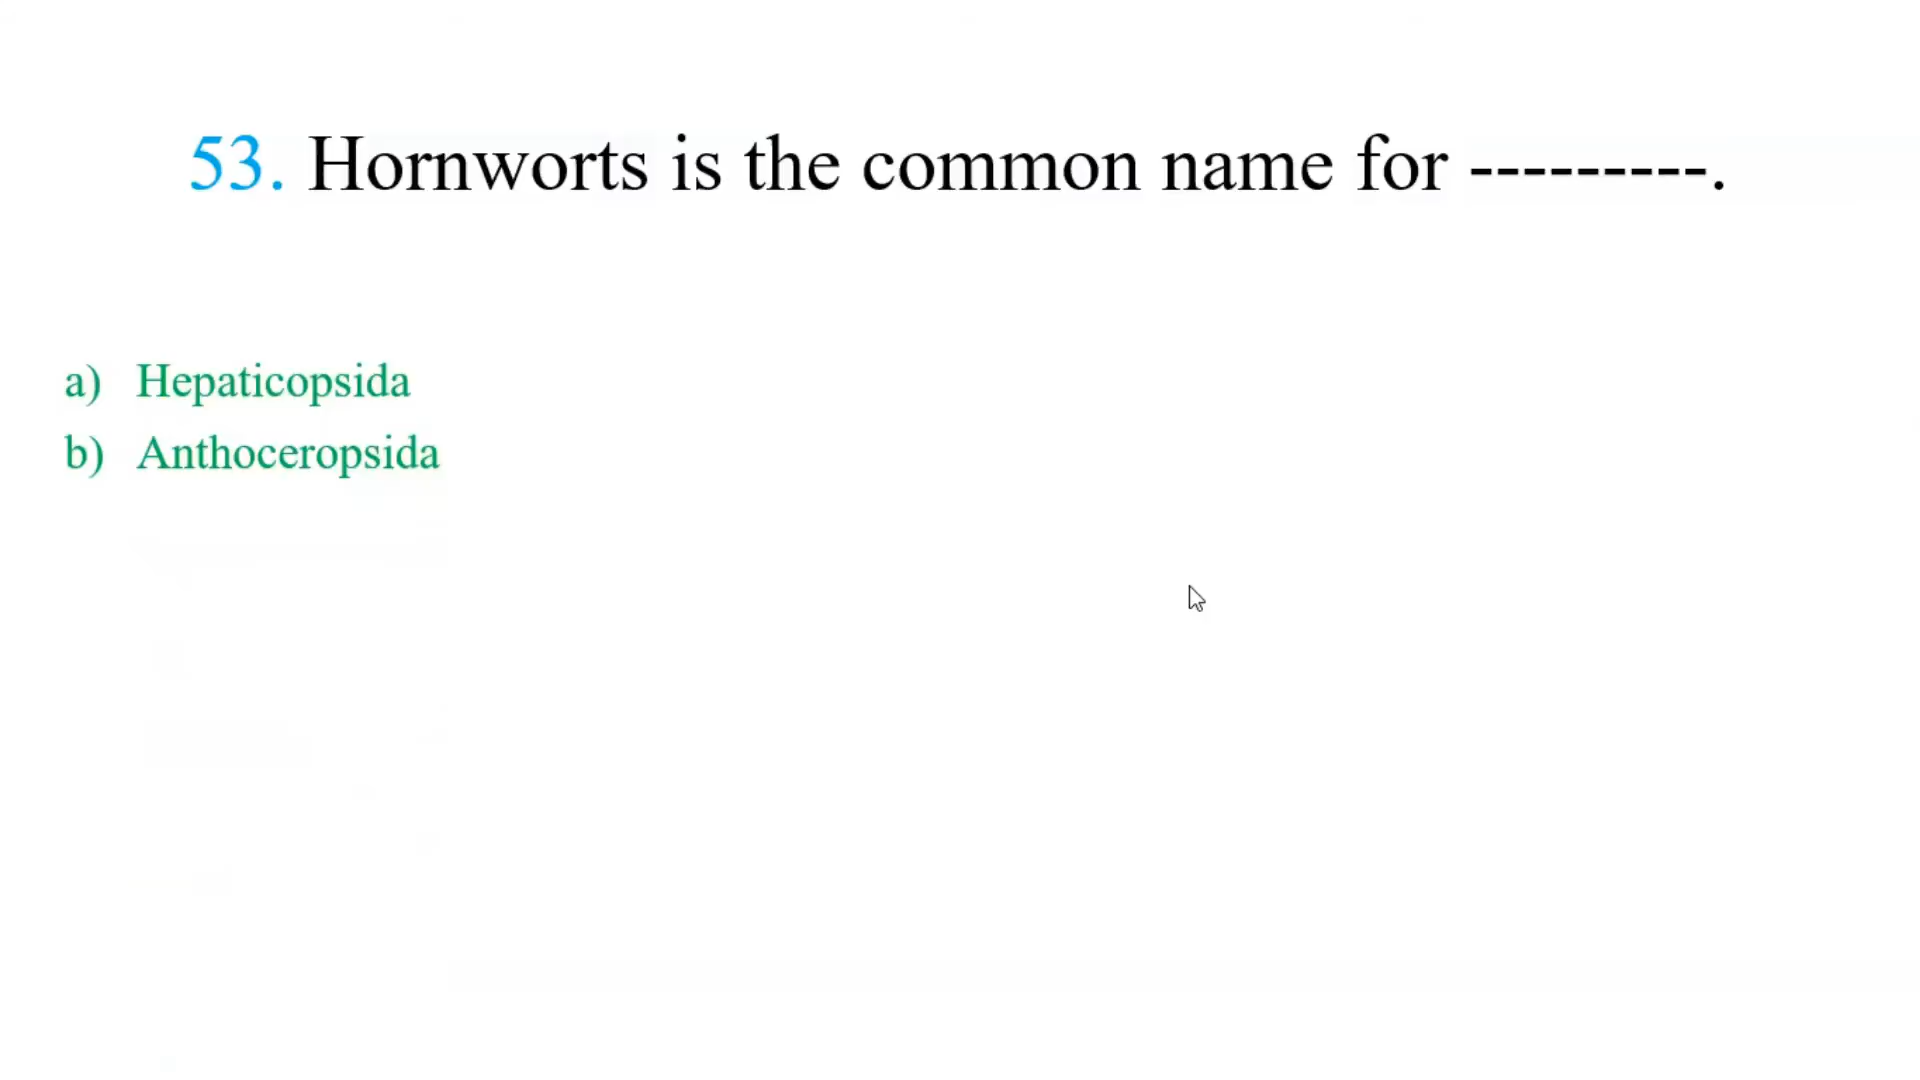 53. Hornworts is the common name for ---------.
a) Hepaticopsida
b) Anthoceropsida